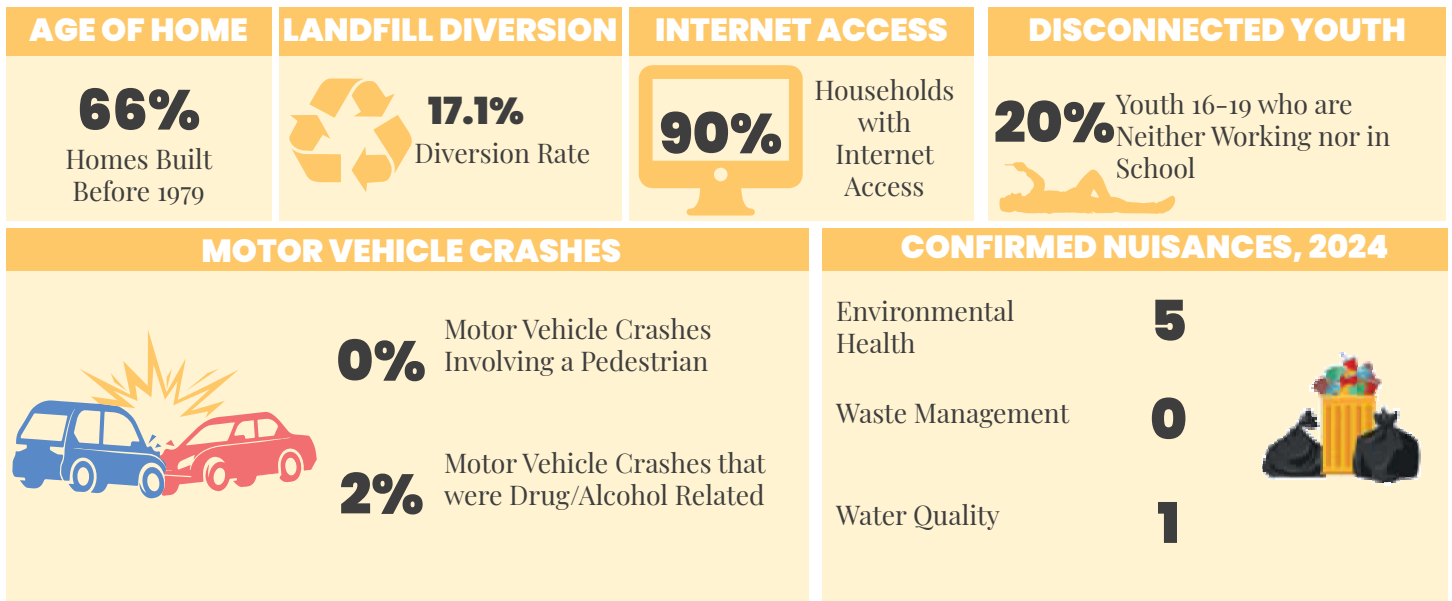 AGE OF HOME
66%
Homes Built
Before 1979
LANDFILL DIVERSION
17.1%
Diversion Rate
INTERNET ACCESS
90%
Households
with
Internet
Access
DISCONNECTED YOUTH
20%
Youth 16-19 who are
Neither Working nor in
School
MOTOR VEHICLE CRASHES
0%
Motor Vehicle Crashes
Involving a Pedestrian
2%
Motor Vehicle Crashes that
were Drug/Alcohol Related
CONFIRMED NUISANCES, 2024
Environmental
Health
5
Waste Management
0
Water Quality
1